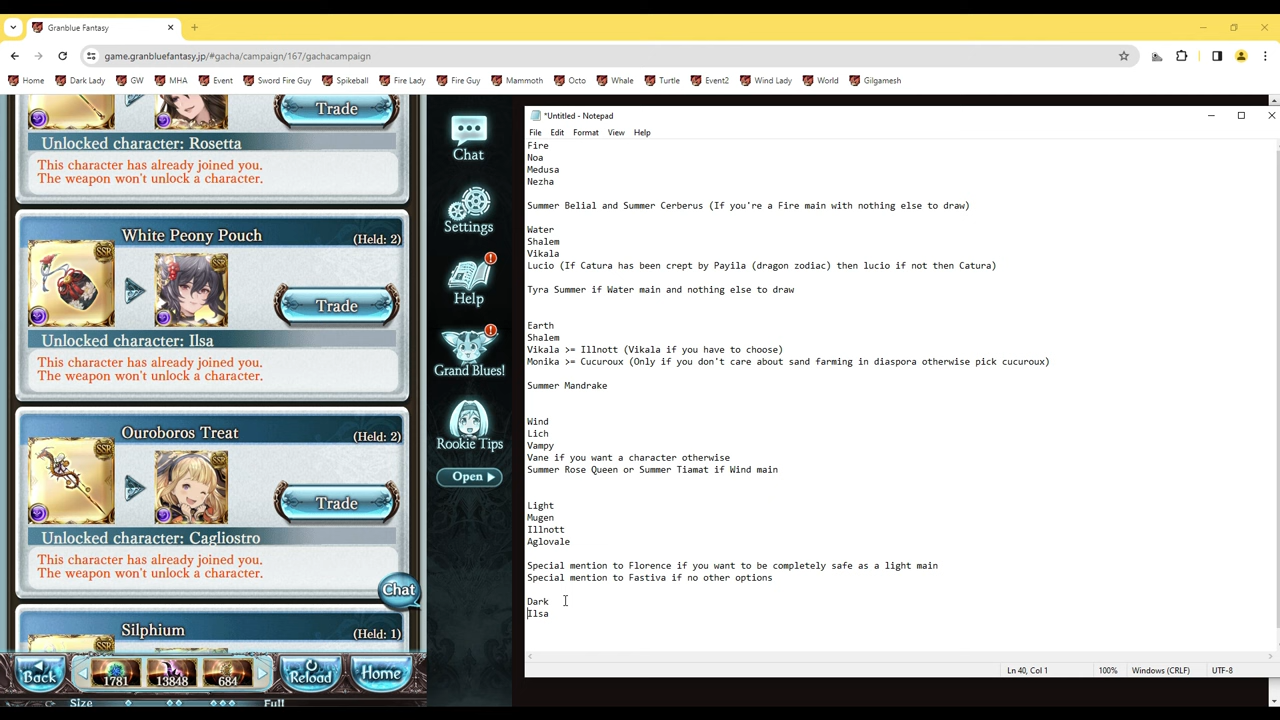 Granblue Fantasy
game.granbluefantasy.jp/#gacha/campaign/167/gachacampaign
Home
Dark Lady
GW
MHA
Event
Sword Fire Guy
Spikeball
Fire Lady
Fire Guy
Mammoth
Octo
Whale
Turtle
Event2
Wind Lady
World
Gilgamesh
Trade
Unlocked character: Rosetta
This character has already joined you.
The weapon won't unlock a character.
White Peony Pouch
(Held: 2)
SSR
Trade
Unlocked character: Ilsa
This character has already joined you.
The weapon won't unlock a character.
Ouroboros Treat
(Held: 2)
SSR
Trade
Unlocked character: Cagliostro
This character has already joined you.
The weapon won't unlock a character.
Chat
Silphium
(Held: 1)
Back
1781
13848
684
Reload
Home
Size
Full
Chat
Settings
Help
Grand Blues!
Rookie Tips
Open
*Untitled - Notepad
File Edit Format View Help
Fire
Noa
Medusa
Nezha
Summer Belial and Summer Cerberus (If you're a Fire main with nothing else to draw)
Water
Shalem
Vikala
Lucio (If Catura has been crept by Payila (dragon zodiac) then lucio if not then Catura)
Tyra Summer if Water main and nothing else to draw
Earth
Shalem
Vikala >= Illnott (Vikala if you have to choose)
Monika >= Cucuroux (Only if you don't care about sand farming in diaspora otherwise pick cucuroux)
Summer Mandrake
Wind
Lich
Vampy
Vane if you want a character otherwise
Summer Rose Queen or Summer Tiamat if Wind main
Light
Mugen
Illnott
Aglovale
Special mention to Florence if you want to be completely safe as a light main
Special mention to Fastiva if no other options
Dark
Ilsa
Ln 40, Col 1
100%
Windows (CRLF)
UTF-8